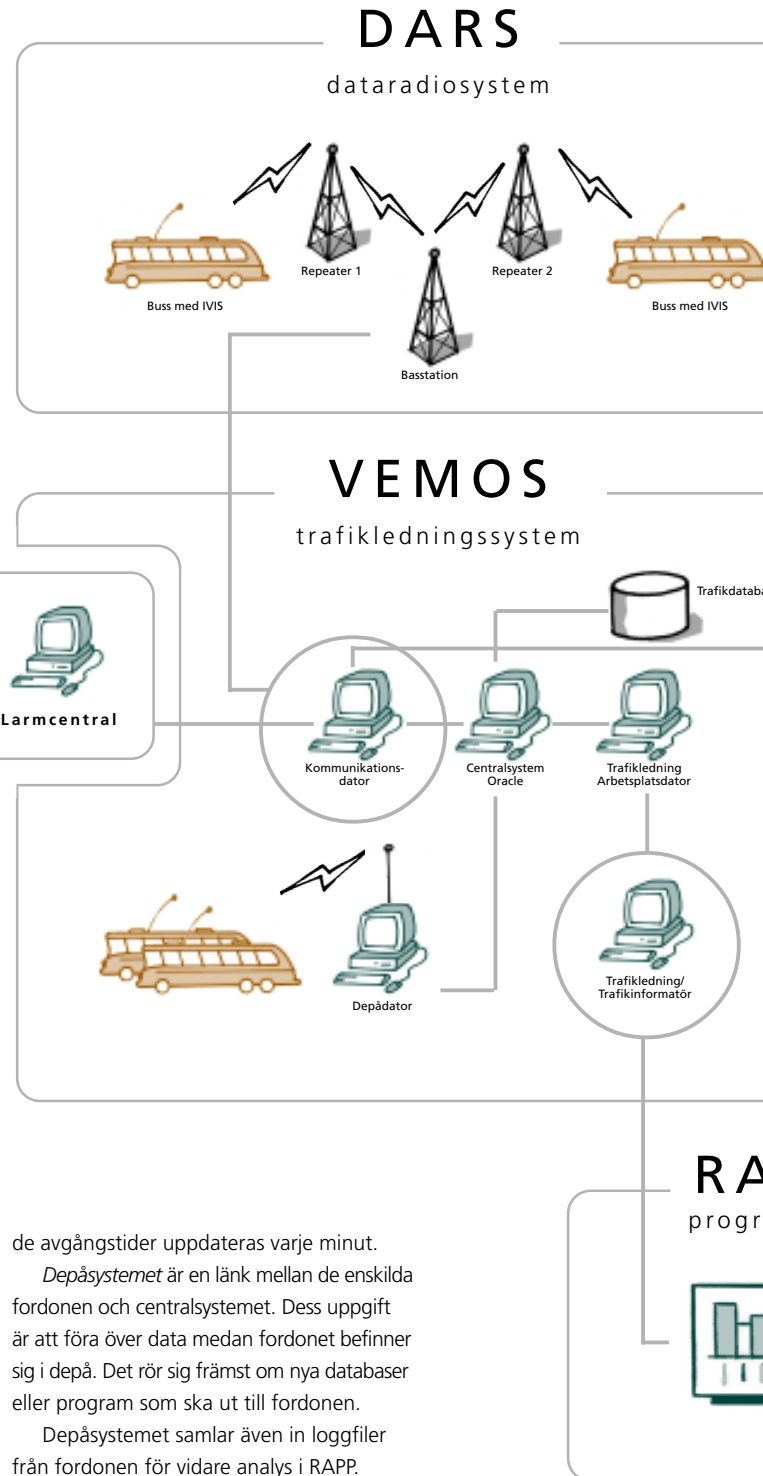 DARS
dataradiosystem
Repeater 1
Repeater 2
Buss med IVIS
Buss med IVIS
Basstation
VEMOS
trafikledningssystem
Trafikdataba
Larmcentral
Kommunikations-
dator
Centralsystem
Oracle
Trafikledning
Arbetsplatsdator
Depådator
Trafikledning/
Trafikinformatör
RA
progr
de avgångstider uppdateras varje minut.
Depåsystemet är en länk mellan de enskilda
fordonen och centralsystemet. Dess uppgift
är att föra över data medan fordonet befinner
sig i depå. Det rör sig främst om nya databaser
eller program som ska ut till fordonen.
Depåsystemet samlar även in loggfiler
från fordonen för vidare analys i RAPP.